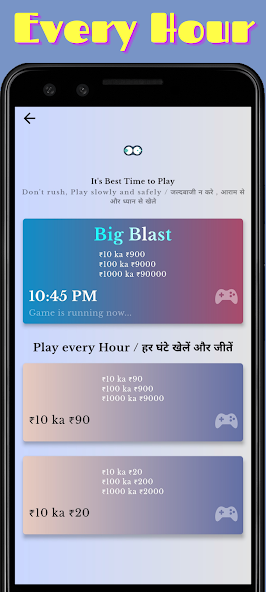 Every Hour
It's Best Time to Play
Don't rush, Play slowly and safely / जल्दबाजी न करे , आराम से
और ध्यान से खेले
Big Blast
₹10 ka ₹900
₹100 ka ₹9000
₹1000 ka ₹90000
10:45 PM
Game is running now...
Play every Hour / हर घंटे खेलें और जीतें
₹10 ka ₹90
₹100 ka ₹900
₹1000 ka ₹9000
₹10 ka ₹90
₹10 ka ₹20
₹100 ka ₹200
₹1000 ka ₹2000
₹10 ka ₹20